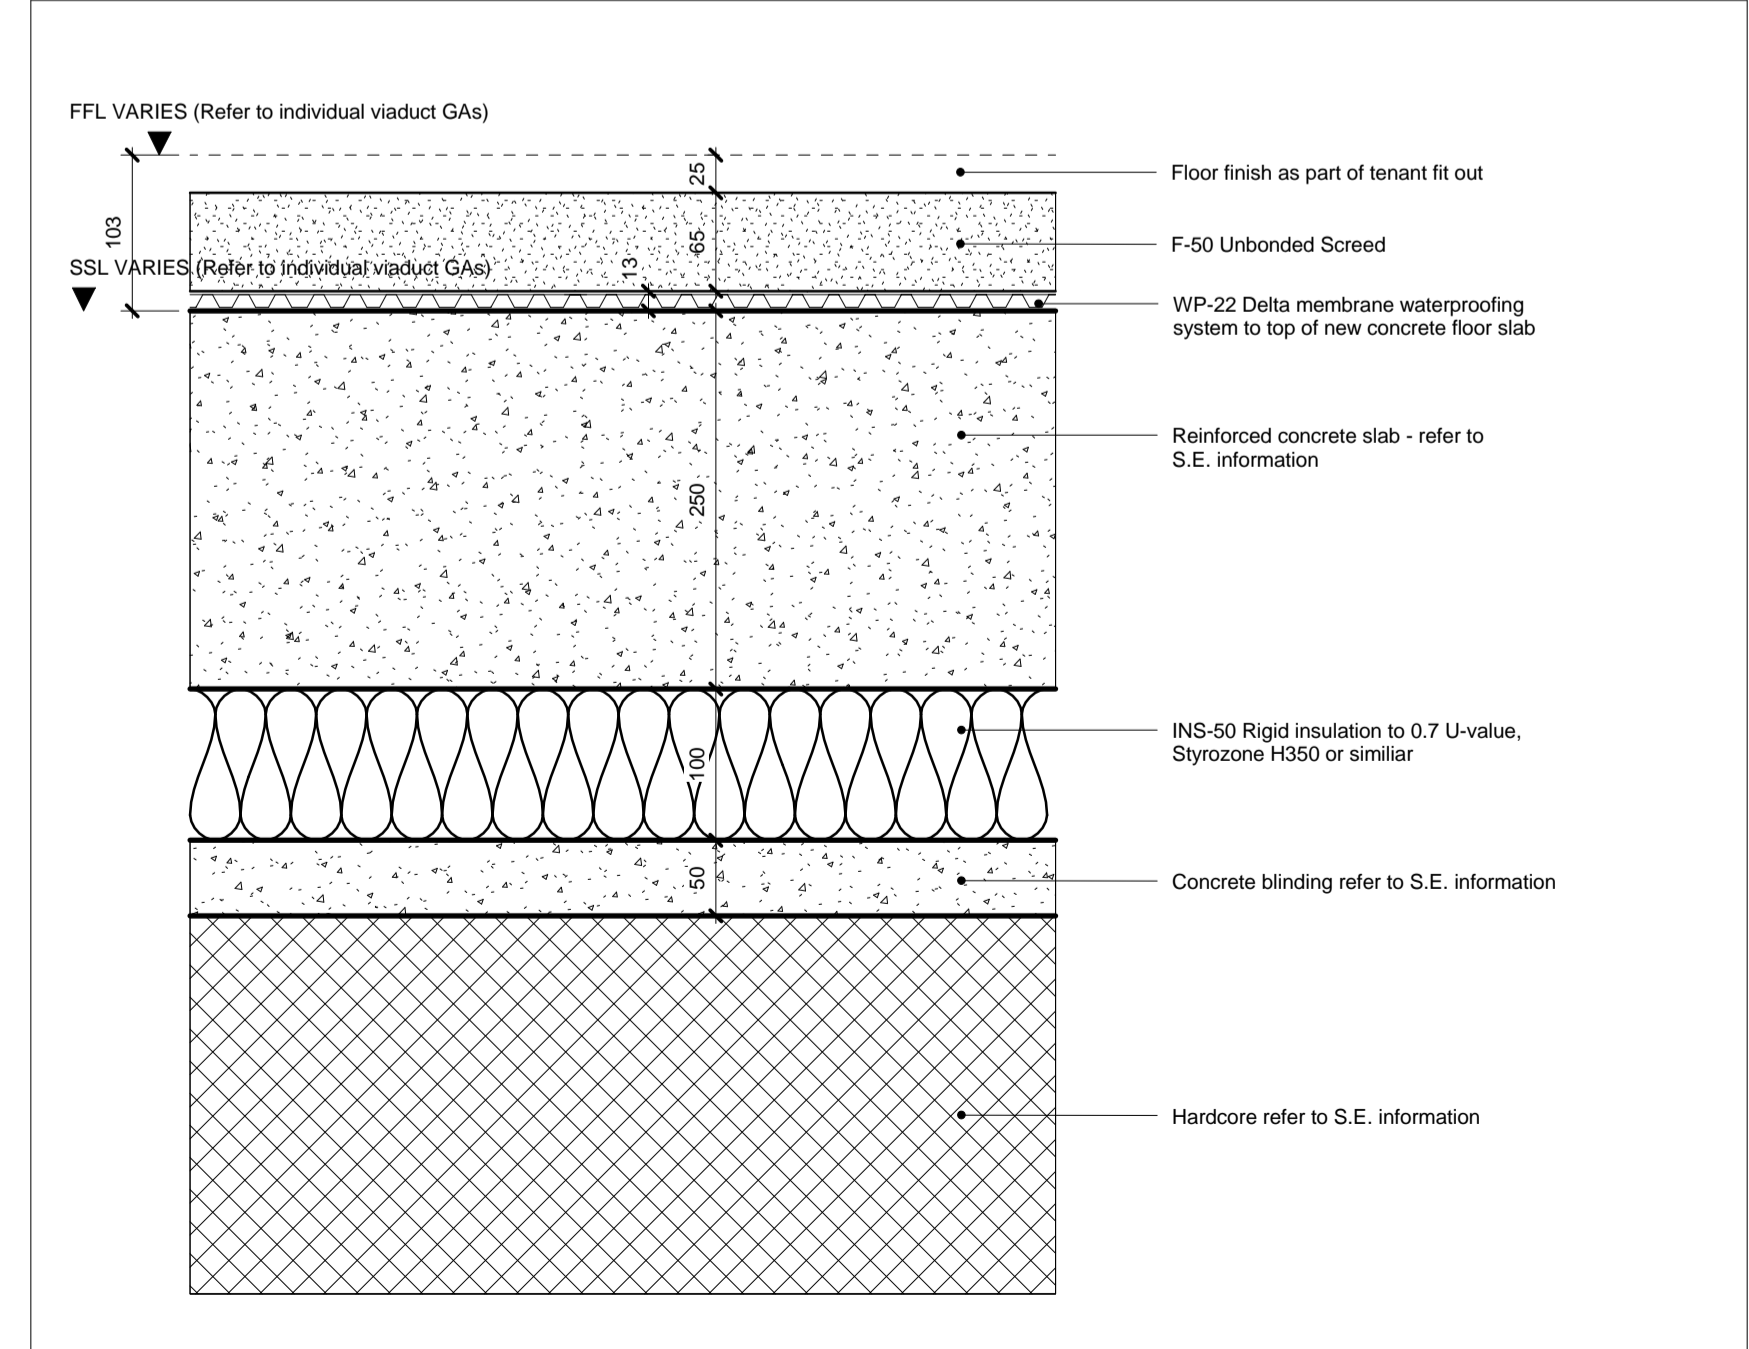 FFL VARIES (Refer to individual viaduct GAs)
25
Floor finish as part of tenant fit out
103
65
F-50 Unbonded Screed
SSL VARIES (Refer to individual viaduct GAs)
13
WP-22 Delta membrane waterproofing
system to top of new concrete floor slab
Reinforced concrete slab - refer to
S.E. information
250
INS-50 Rigid insulation to 0.7 U-value,
Styrozone H350 or similiar
100
50
Concrete blinding refer to S.E. information
Hardcore refer to S.E. information